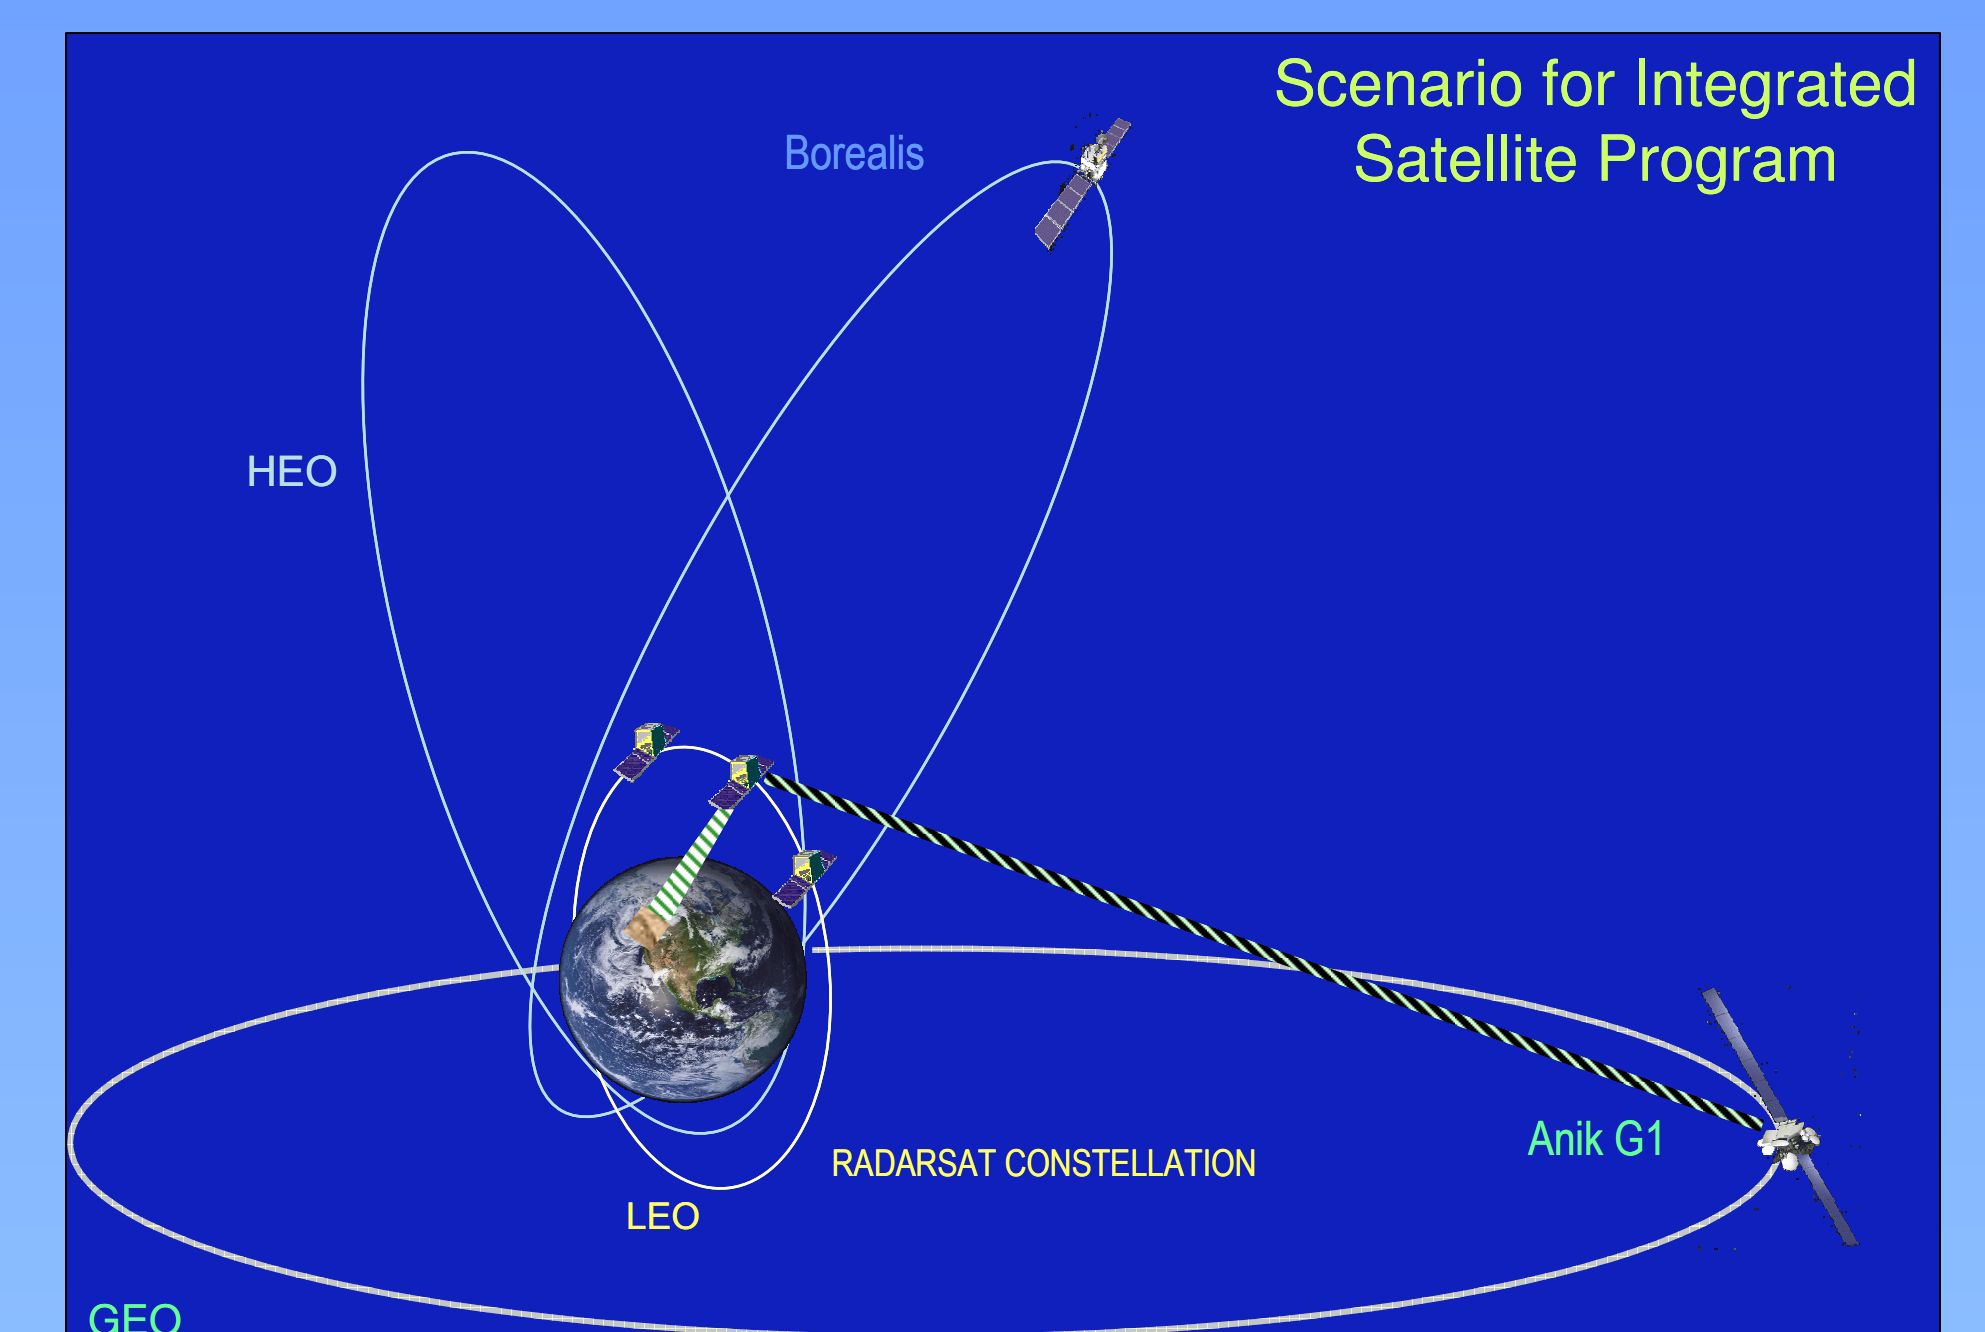 Scenario for Integrated
Satellite Program
Borealis
HEO
Anik G1
RADARSAT CONSTELLATION
LEO
GEO